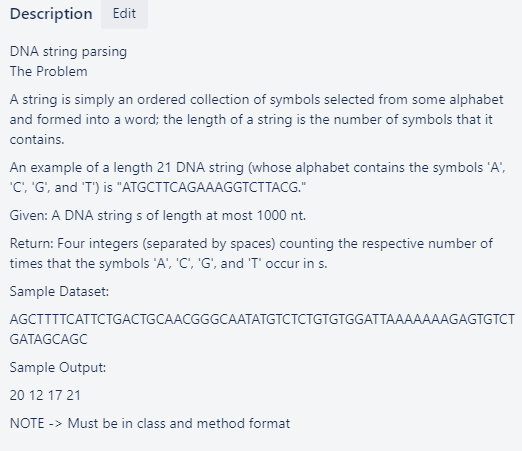 Description Edit
DNA string parsing
The Problem
A string is simply an ordered collection of symbols selected from some alphabet
and formed into a word; the length of a string is the number of symbols that it
contains.
An example of a length 21 DNA string (whose alphabet contains the symbols 'A',
'C', 'G', and 'T') is "ATGCTTCAGAAAGGTCTTACG."
Given: A DNA string s of length at most 1000 nt.
Return: Four integers (separated by spaces) counting the respective number of
times that the symbols 'A', 'C', 'G', and 'T' occur in s.
Sample Dataset:
AGCTTTTCATTCTGACTGCAACGGGCAATATGTCTCTGTGTGGATTAAAAAAAGAGTGTCT
GATAGCAGC
Sample Output:
20 12 17 21
NOTE -> Must be in class and method format